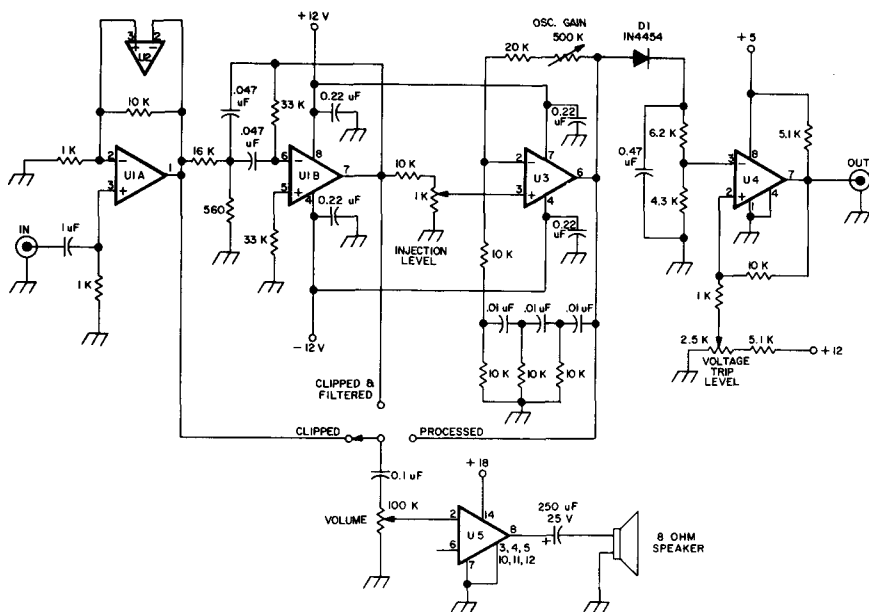 3 2
+ −
U2
10 K
1 K
2
−
U1A
1
3
+
IN
1 uF
1 K
+12 V
.047
uF
.047
uF
33 K
0.22
uF
16 K
6
−
8
U1B
7
5
+
4
0.22
uF
560
33 K
−12 V
10 K
1 K
INJECTION
LEVEL
OSC. GAIN
500 K
20 K
D1
1N4454
0.22
uF
2
−
7
U3
6
3
+
4
0.22
uF
10 K
.01 uF
.01 uF
.01 uF
10 K
10 K
10 K
+5
5.1 K
6.2 K
0.47
uF
4.3 K
3
−
8
U4
7
2
+
1
4
OUT
10 K
1 K
2.5 K
5.1 K
+12
VOLTAGE
TRIP
LEVEL
CLIPPED &
FILTERED
CLIPPED
PROCESSED
0.1 uF
100 K
VOLUME
+18
2
14
U5
8
6
3, 4, 5
10, 11, 12
7
250 uF
25 V
+
8 OHM
SPEAKER